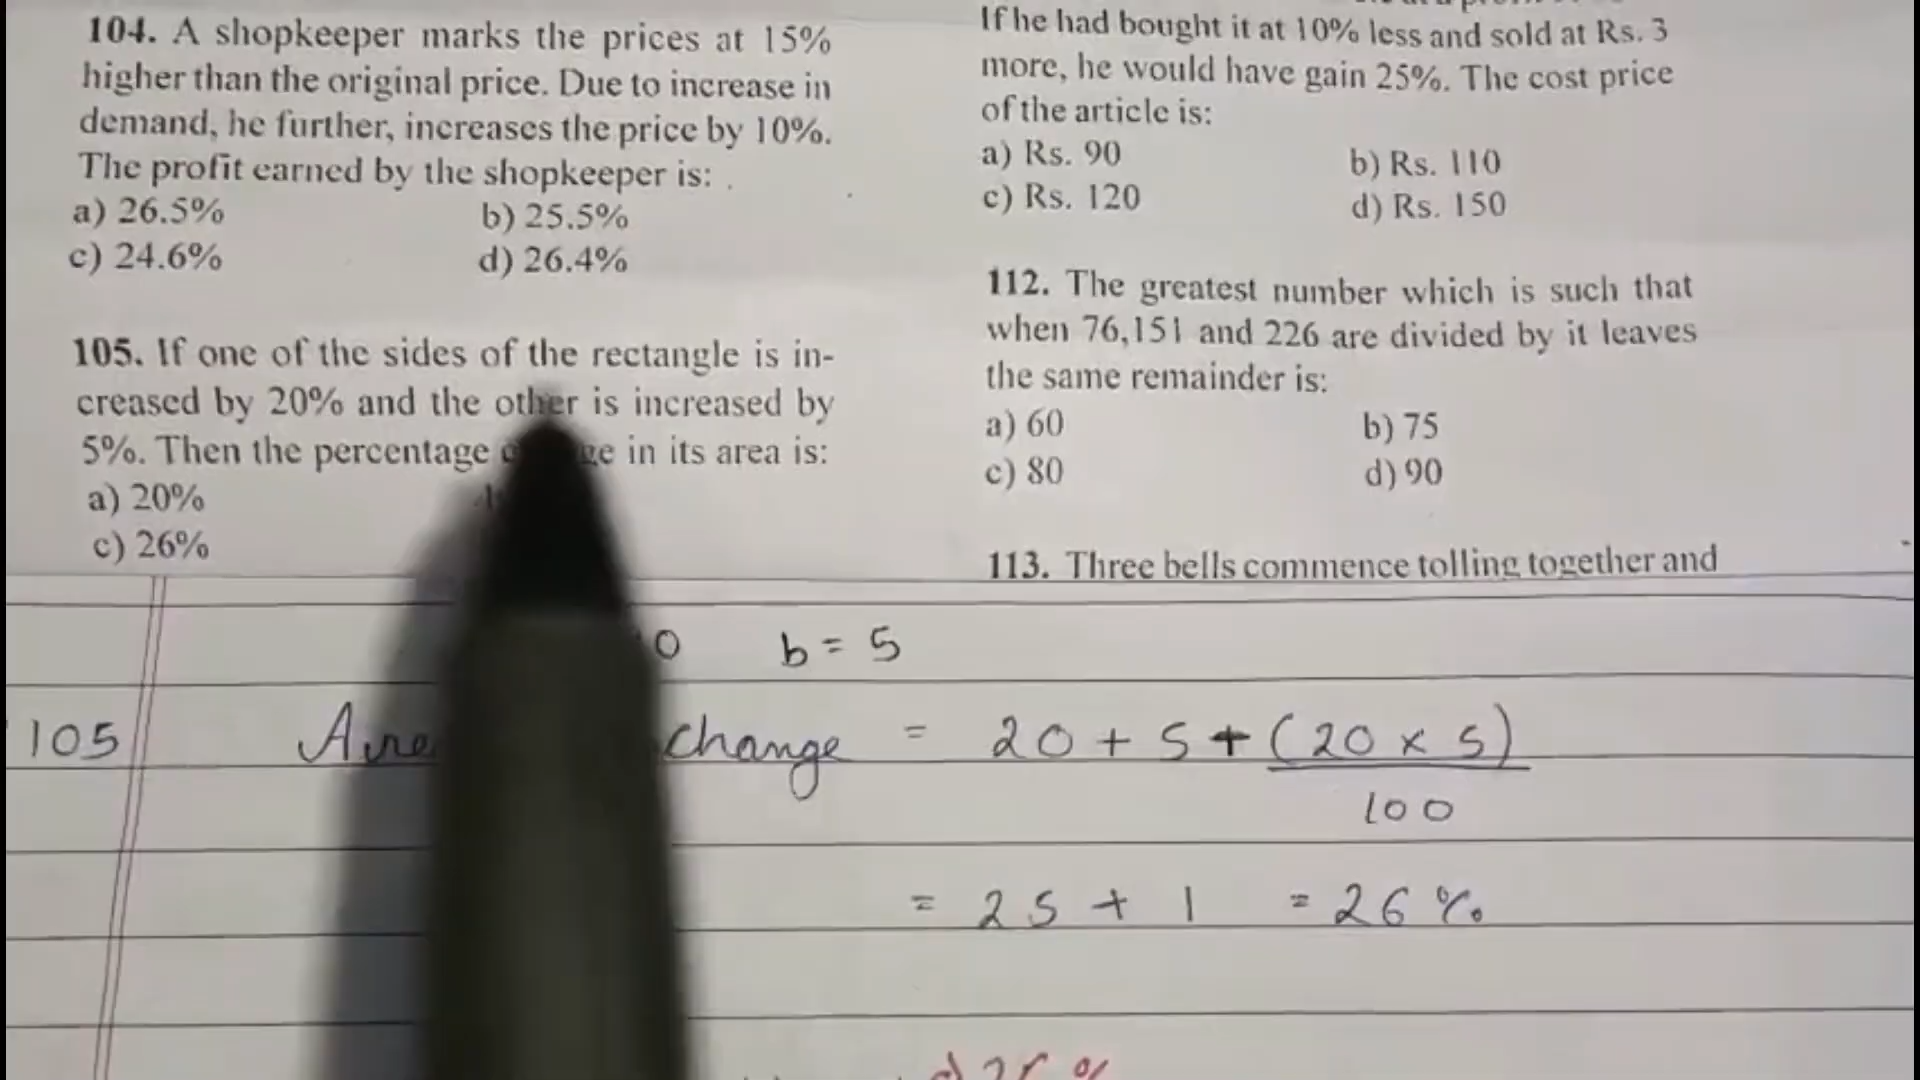 104. A shopkeeper marks the prices at 15%
higher than the original price. Due to increase in
demand, he further, increases the price by 10%.
The profit earned by the shopkeeper is:
a) 26.5% b) 25.5%
c) 24.6% d) 26.4%
105. If one of the sides of the rectangle is in-
creased by 20% and the other is increased by
5%. Then the percentage in its area is:
a) 20%
c) 26%
If he had bought it at 10% less and sold at Rs. 3
more, he would have gain 25%. The cost price
of the article is:
a) Rs. 90 b) Rs. 110
c) Rs. 120 d) Rs. 150
112. The greatest number which is such that
when 76,151 and 226 are divided by it leaves
the same remainder is:
a) 60 b) 75
c) 80 d) 90
113. Three bells commence tolling together and
0 b = 5
105 change = 20 + 5 + (20 x 5)
100
= 25 + 1 = 26%